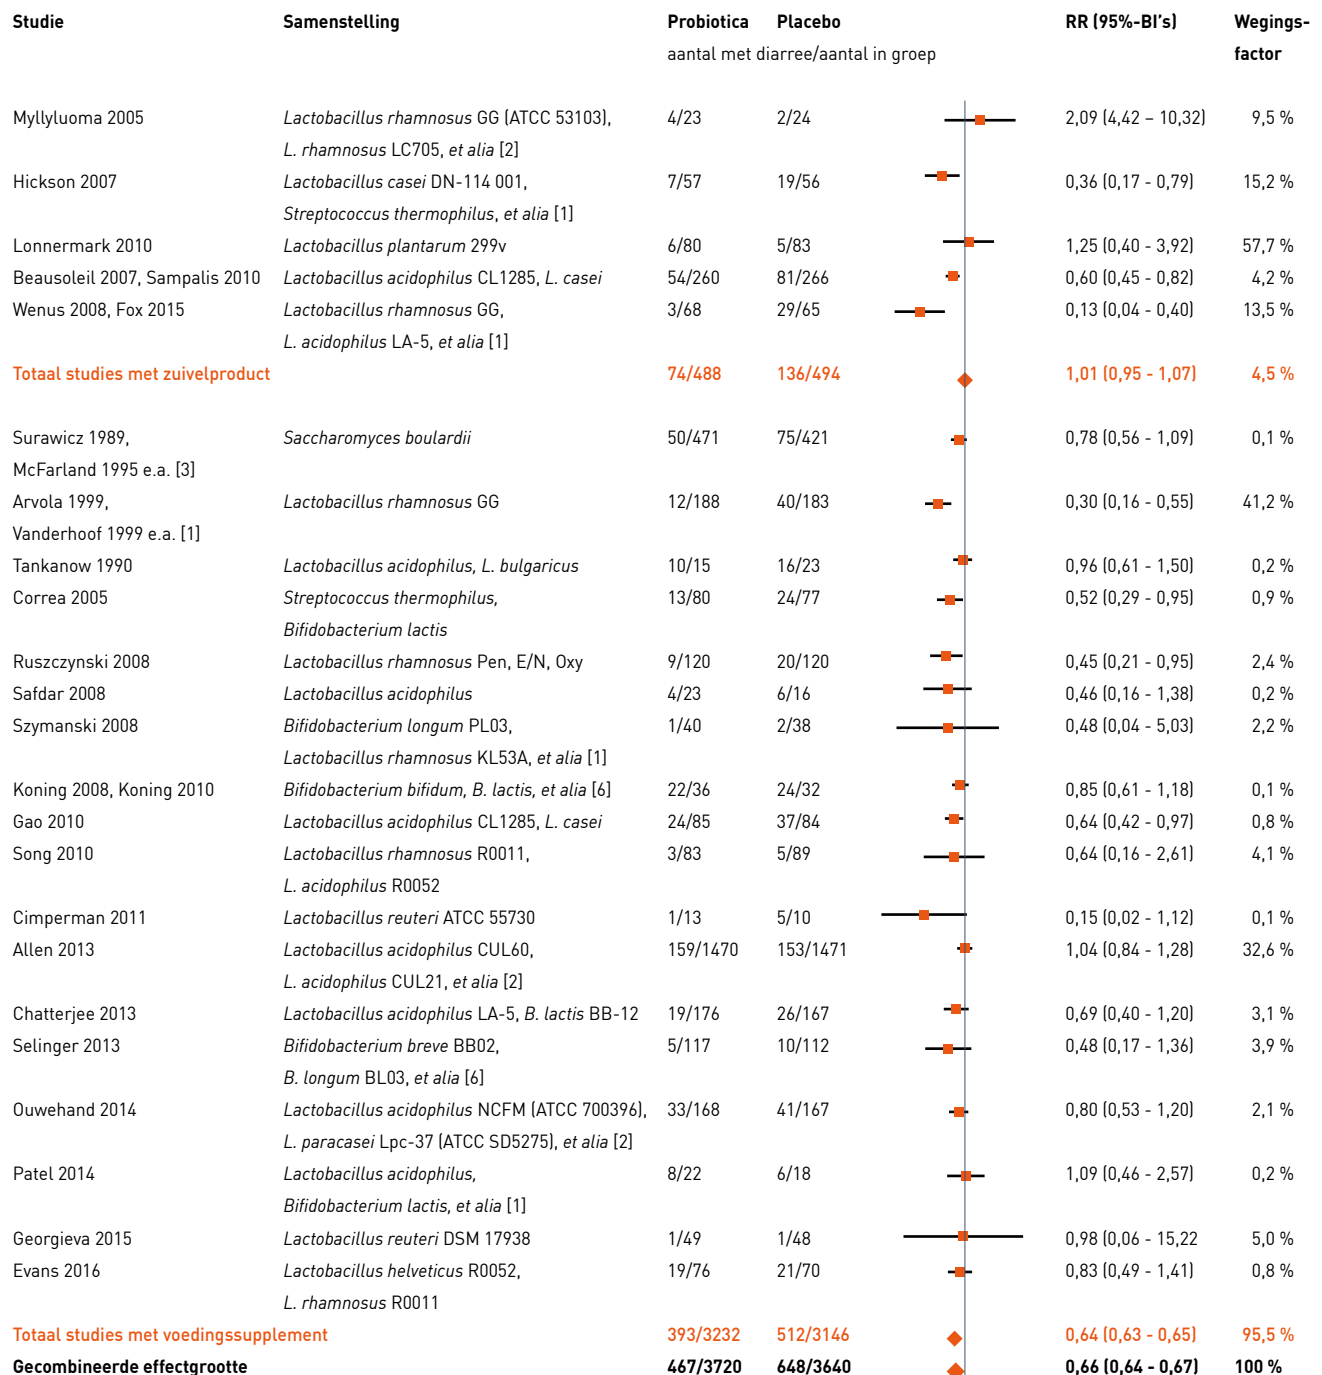 Studie Samenstelling Probiotica Placebo RR (95%-BI's) Wegings-
aantal met diarree/aantal in groep factor
Myllyluoma 2005 Lactobacillus rhamnosus GG (ATCC 53103), 4/23 2/24 2,09 (4,42 – 10,32) 9,5 %
L. rhamnosus LC705, et alia [2]
Hickson 2007 Lactobacillus casei DN-114 001, 7/57 19/56 0,36 (0,17 - 0,79) 15,2 %
Streptococcus thermophilus, et alia [1]
Lonnermark 2010 Lactobacillus plantarum 299v 6/80 5/83 1,25 (0,40 - 3,92) 57,7 %
Beausoleil 2007, Sampalis 2010 Lactobacillus acidophilus CL1285, L. casei 54/260 81/266 0,60 (0,45 - 0,82) 4,2 %
Wenus 2008, Fox 2015 Lactobacillus rhamnosus GG, 3/68 29/65 0,13 (0,04 - 0,40) 13,5 %
L. acidophilus LA-5, et alia [1]
Totaal studies met zuivelproduct 74/488 136/494 1,01 (0,95 - 1,07) 4,5 %
Surawicz 1989, Saccharomyces boulardii 50/471 75/421 0,78 (0,56 - 1,09) 0,1 %
McFarland 1995 e.a. [3]
Arvola 1999, Lactobacillus rhamnosus GG 12/188 40/183 0,30 (0,16 - 0,55) 41,2 %
Vanderhoof 1999 e.a. [1]
Tankanow 1990 Lactobacillus acidophilus, L. bulgaricus 10/15 16/23 0,96 (0,61 - 1,50) 0,2 %
Correa 2005 Streptococcus thermophilus, 13/80 24/77 0,52 (0,29 - 0,95) 0,9 %
Bifidobacterium lactis
Ruszczynski 2008 Lactobacillus rhamnosus Pen, E/N, Oxy 9/120 20/120 0,45 (0,21 - 0,95) 2,4 %
Safdar 2008 Lactobacillus acidophilus 4/23 6/16 0,46 (0,16 - 1,38) 0,2 %
Szymanski 2008 Bifidobacterium longum PL03, 1/40 2/38 0,48 (0,04 - 5,03) 2,2 %
Lactobacillus rhamnosus KL53A, et alia [1]
Koning 2008, Koning 2010 Bifidobacterium bifidum, B. lactis, et alia [6] 22/36 24/32 0,85 (0,61 - 1,18) 0,1 %
Gao 2010 Lactobacillus acidophilus CL1285, L. casei 24/85 37/84 0,64 (0,42 - 0,97) 0,8 %
Song 2010 Lactobacillus rhamnosus R0011, 3/83 5/89 0,64 (0,16 - 2,61) 4,1 %
L. acidophilus R0052
Cimperman 2011 Lactobacillus reuteri ATCC 55730 1/13 5/10 0,15 (0,02 - 1,12) 0,1 %
Allen 2013 Lactobacillus acidophilus CUL60, 159/1470 153/1471 1,04 (0,84 - 1,28) 32,6 %
L. acidophilus CUL21, et alia [2]
Chatterjee 2013 Lactobacillus acidophilus LA-5, B. lactis BB-12 19/176 26/167 0,69 (0,40 - 1,20) 3,1 %
Selinger 2013 Bifidobacterium breve BB02, 5/117 10/112 0,48 (0,17 - 1,36) 3,9 %
B. longum BL03, et alia [6]
Ouwehand 2014 Lactobacillus acidophilus NCFM (ATCC 700396), 33/168 41/167 0,80 (0,53 - 1,20) 2,1 %
L. paracasei Lpc-37 (ATCC SD5275), et alia [2]
Patel 2014 Lactobacillus acidophilus, 8/22 6/18 1,09 (0,46 - 2,57) 0,2 %
Bifidobacterium lactis, et alia [1]
Georgieva 2015 Lactobacillus reuteri DSM 17938 1/49 1/48 0,98 (0,06 - 15,22 5,0 %
Evans 2016 Lactobacillus helveticus R0052, 19/76 21/70 0,83 (0,49 - 1,41) 0,8 %
L. rhamnosus R0011
Totaal studies met voedingssupplement 393/3232 512/3146 0,64 (0,63 - 0,65) 95,5 %
Gecombineerde effectgrootte 467/3720 648/3640 0,66 (0,64 - 0,67) 100 %